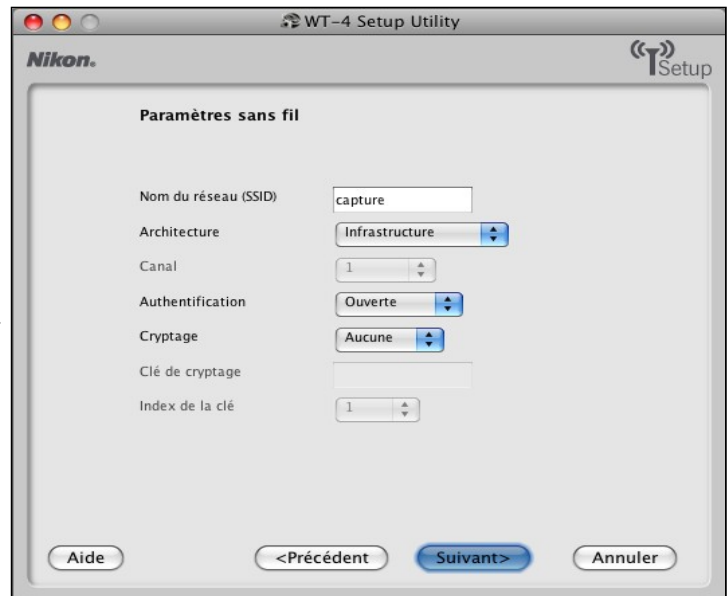 WT-4 Setup Utility
Nikon.
Setup
Paramètres sans fil
Nom du réseau (SSID) capture
Architecture Infrastructure
Canal 1
Authentification Ouverte
Cryptage Aucune
Clé de cryptage
Index de la clé 1
Aide <Précédent Suivant> Annuler